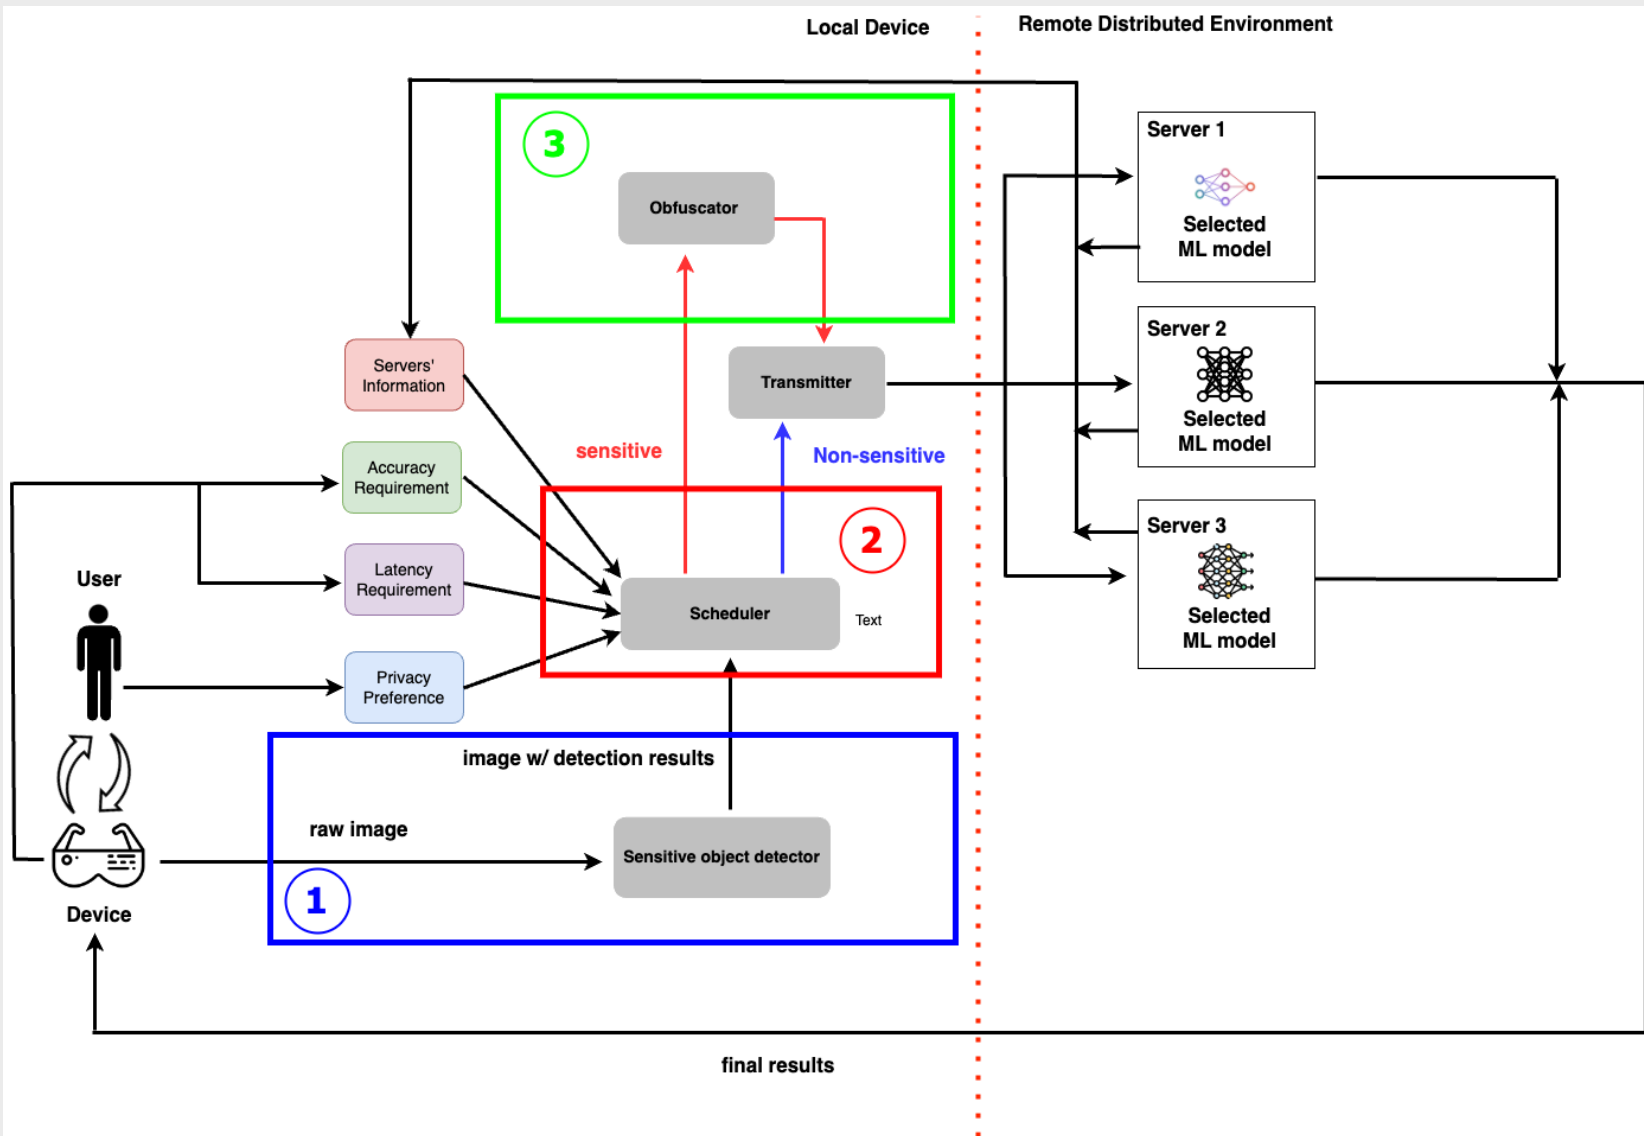 Local Device
Remote Distributed Environment
3
Obfuscator
Server 1
Selected
ML model
Servers'
Information
Transmitter
Server 2
Selected
ML model
sensitive
Non-sensitive
Accuracy
Requirement
2
Server 3
Selected
ML model
User
Latency
Requirement
Scheduler
Text
Privacy
Preference
image w/ detection results
raw image
Sensitive object detector
1
Device
final results